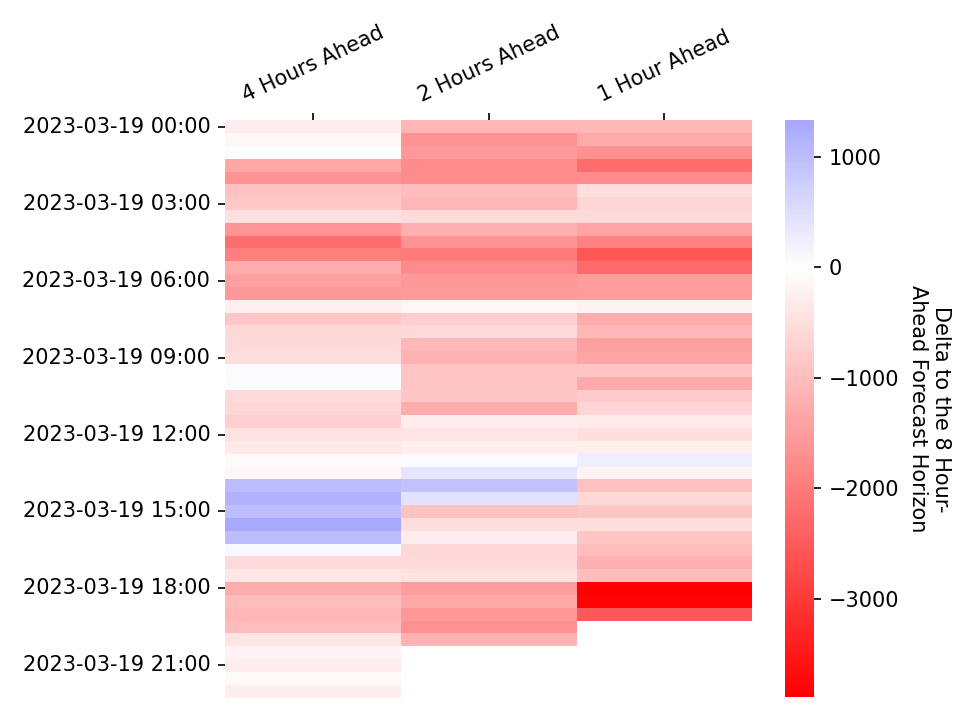 4 Hours Ahead
2 Hours Ahead
1 Hour Ahead
2023-03-19 00:00
2023-03-19 03:00
2023-03-19 06:00
2023-03-19 09:00
2023-03-19 12:00
2023-03-19 15:00
2023-03-19 18:00
2023-03-19 21:00
1000
0
−1000
−2000
−3000
Delta to the 8 Hour-
Ahead Forecast Horizon